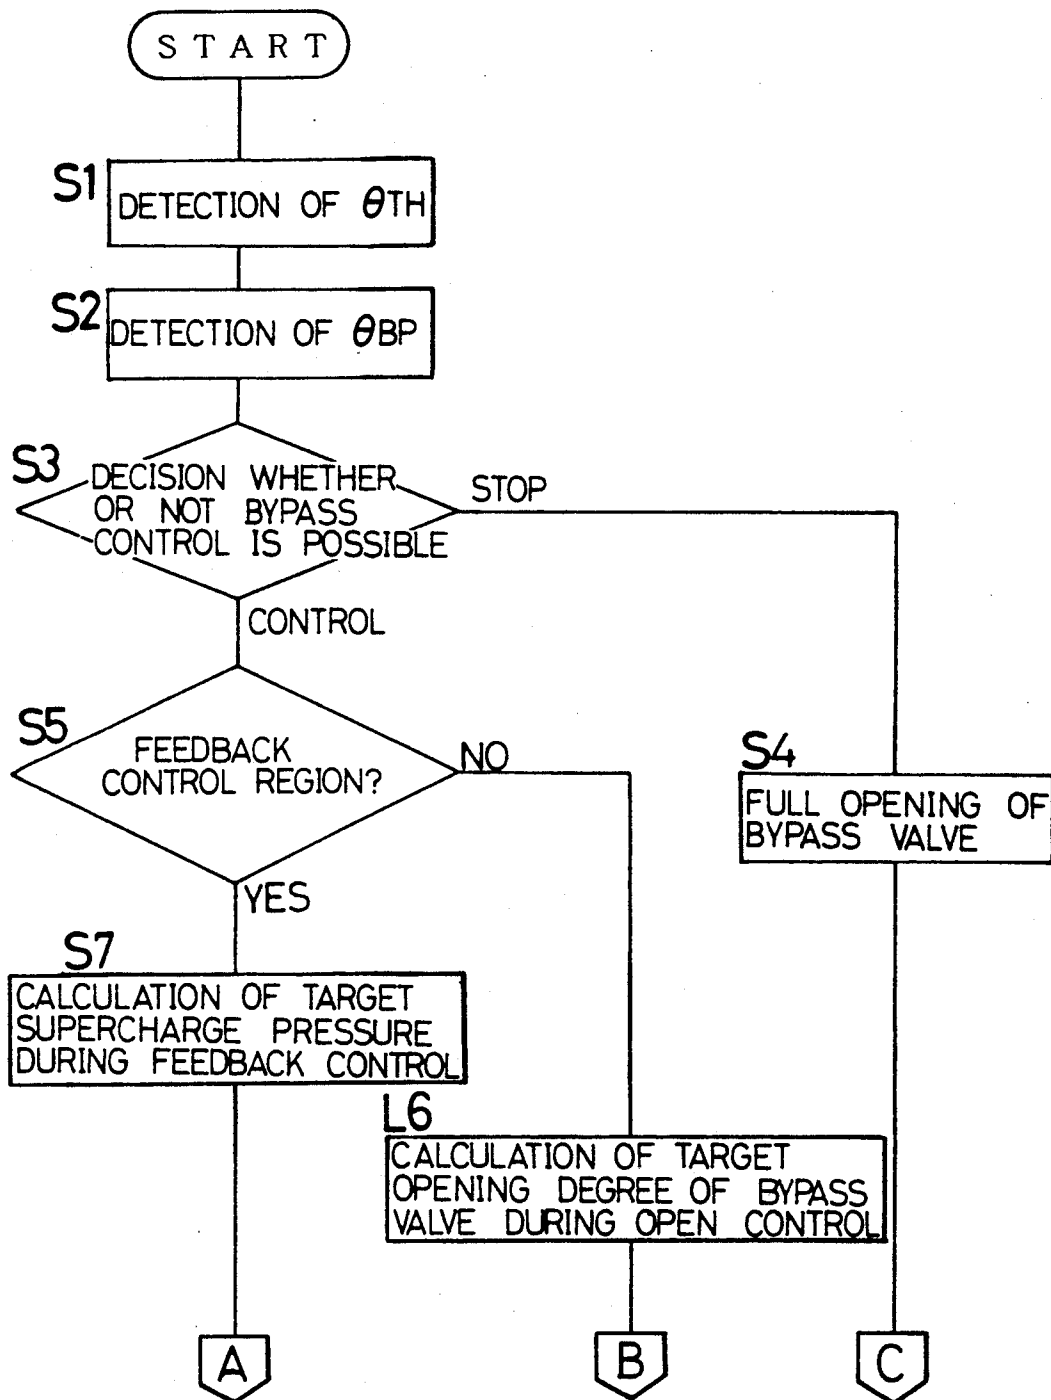 START
S1
DETECTION OF θTH
S2
DETECTION OF θBP
S3
DECISION WHETHER
OR NOT BYPASS
CONTROL IS POSSIBLE
STOP
CONTROL
S5
FEEDBACK
CONTROL REGION?
NO
YES
S4
FULL OPENING OF
BYPASS VALVE
S7
CALCULATION OF TARGET
SUPERCHARGE PRESSURE
DURING FEEDBACK CONTROL
L6
CALCULATION OF TARGET
OPENING DEGREE OF BYPASS
VALVE DURING OPEN CONTROL
A
B
C